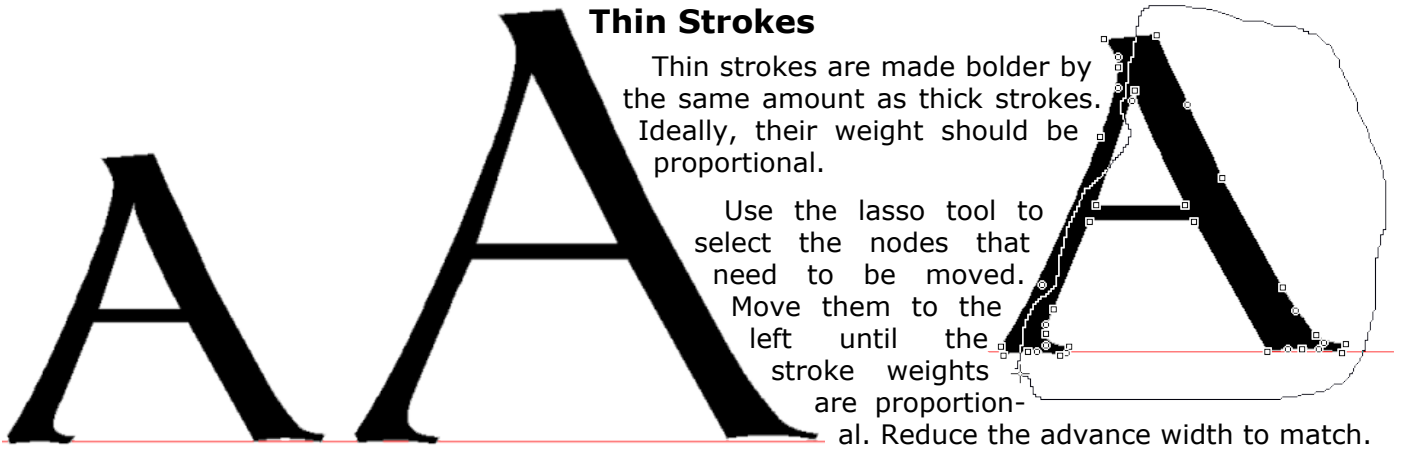 Thin Strokes
Thin strokes are made bolder by
the same amount as thick strokes.
Ideally, their weight should be
proportional.
Use the lasso tool to
select the nodes that
need to be moved.
Move them to the
left until the
stroke weights
are proportion-
al. Reduce the advance width to match.
A A A